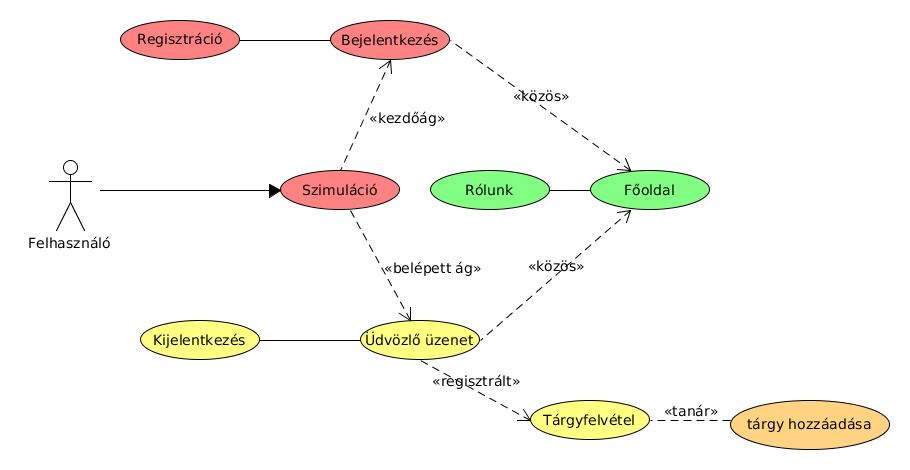 Regisztráció
Bejelentkezés
«közös»
«kezdőág»
Szimuláció
Rólunk
Főoldal
Felhasználó
«belépett ág»
«közös»
Kijelentkezés
Üdvözlő üzenet
«regisztrált»
Tárgyfelvétel
«tanár»
tárgy hozzáadása